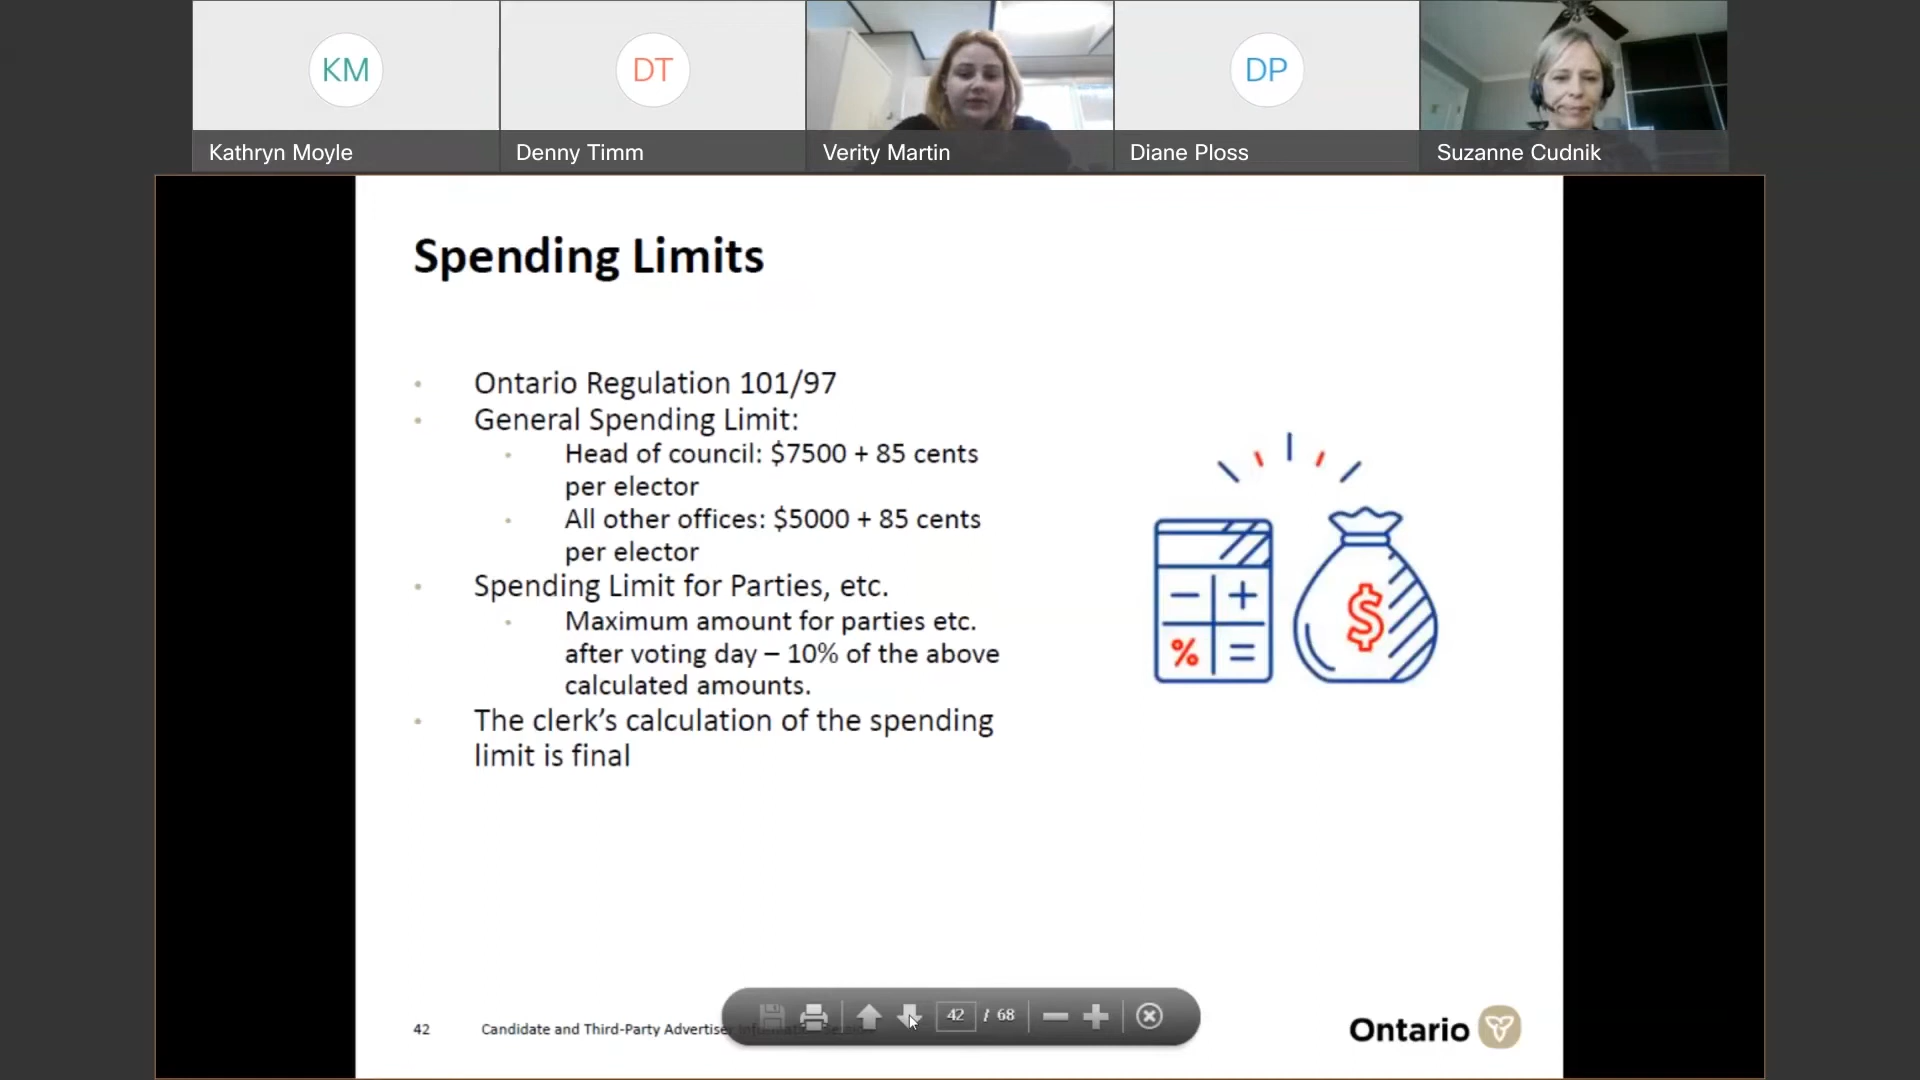 KM
DT
DP
Kathryn Moyle
Denny Timm
Verity Martin
Diane Ploss
Suzanne Cudnik
Spending Limits
• Ontario Regulation 101/97
• General Spending Limit:
• Head of council: $7500 + 85 cents
per elector
• All other offices: $5000 + 85 cents
per elector
• Spending Limit for Parties, etc.
• Maximum amount for parties etc.
after voting day – 10% of the above
calculated amounts.
• The clerk's calculation of the spending
limit is final
− +
% =
$
42 Candidate and Third-Party Advertiser
42 / 68
Ontario